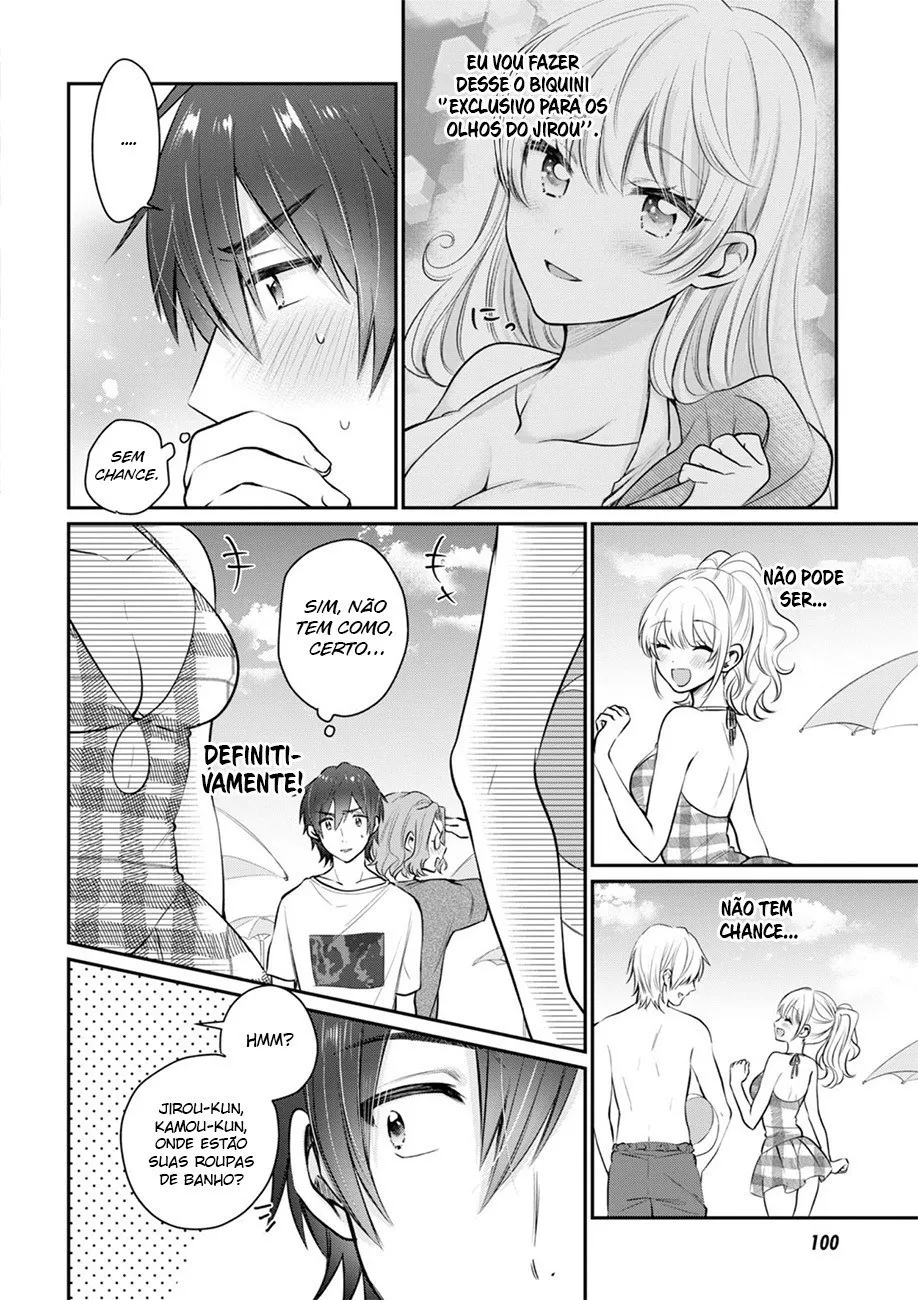 EU VOU FAZER
DESSE O BIQUINI
"EXCLUSIVO PARA OS
OLHOS DO JIROU".
にっ
....
SEM
CHANCE.
NÃO PODE
SER...
NÃO TEM
CHANCE...
SIM, NÃO
TEM COMO,
CERTO...
DEFINITI-
VAMENTE!
HMM?
JIROU-KUN,
KAMOU-KUN,
ONDE ESTÃO
SUAS ROUPAS
DE BANHO?
100